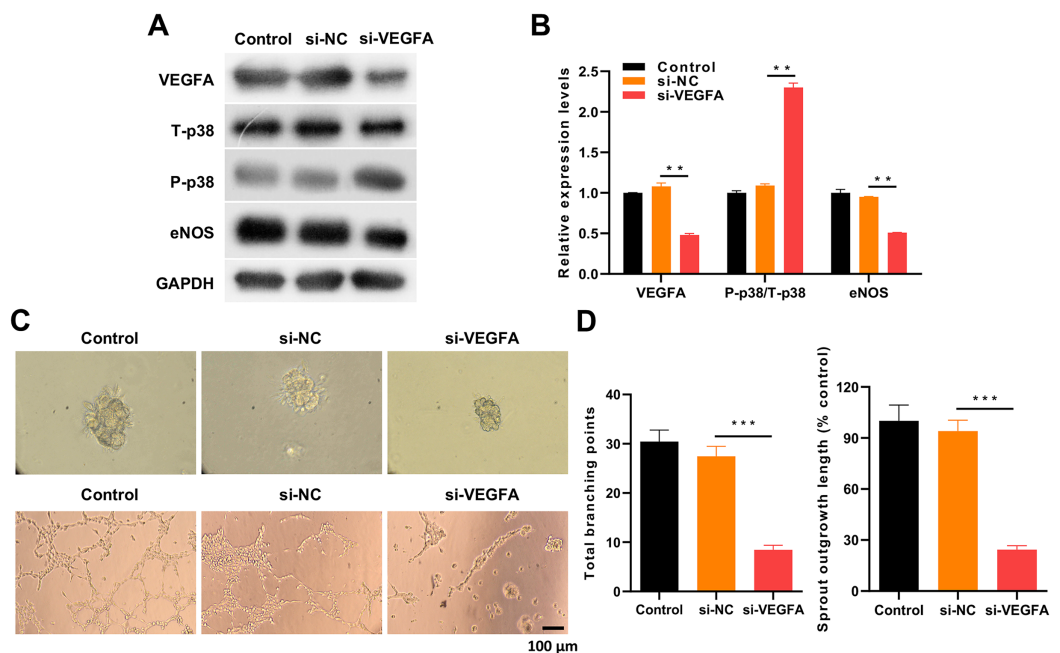 A
Control si-NC si-VEGFA
VEGFA
T-p38
P-p38
eNOS
GAPDH
B
Relative expression levels
2.5
2.0
1.5
1.0
0.5
0.0
Control
si-NC
si-VEGFA
**
**
**
VEGFA P-p38/T-p38 eNOS
C
Control si-NC si-VEGFA
Control si-NC si-VEGFA
100 μm
D
Total branching points
40
30
20
10
0
***
Control si-NC si-VEGFA
Sprout outgrowth length (% control)
120
90
60
30
0
***
Control si-NC si-VEGFA